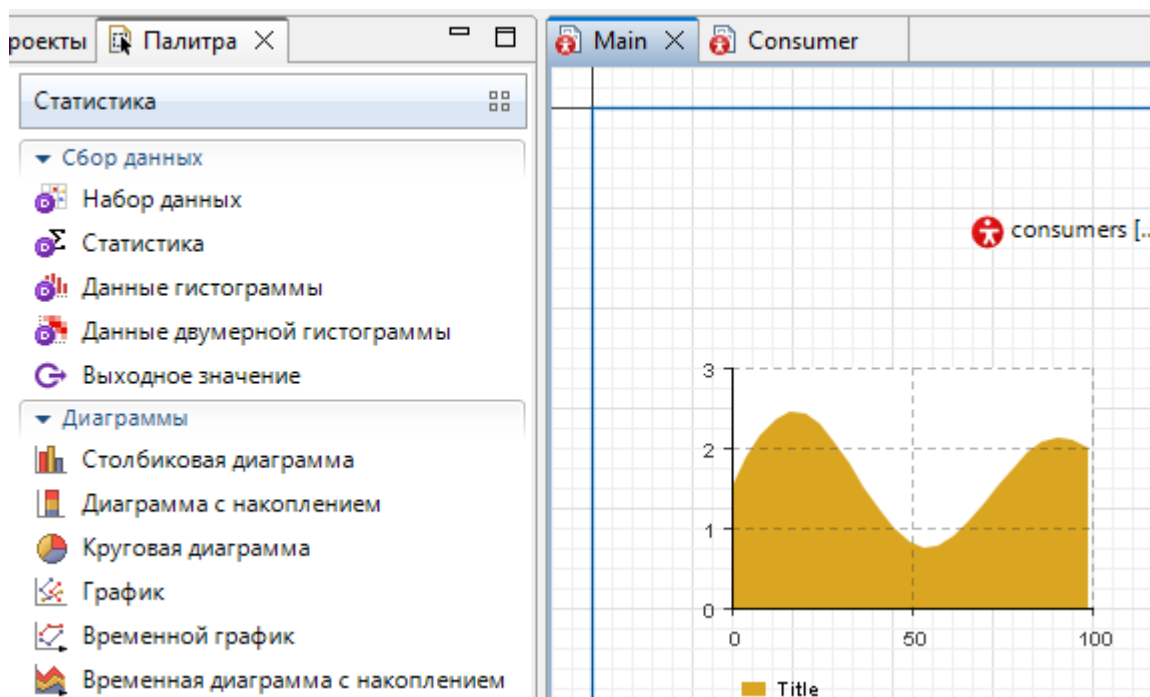 роекты Палитра
Main Consumer
Статистика
Сбор данных
Набор данных
Статистика
Данные гистограммы
Данные двумерной гистограммы
Выходное значение
Диаграммы
Столбиковая диаграмма
Диаграмма с накоплением
Круговая диаграмма
График
Временной график
Временная диаграмма с накоплением
consumers [..
3
2
1
0
0 50 100
Title